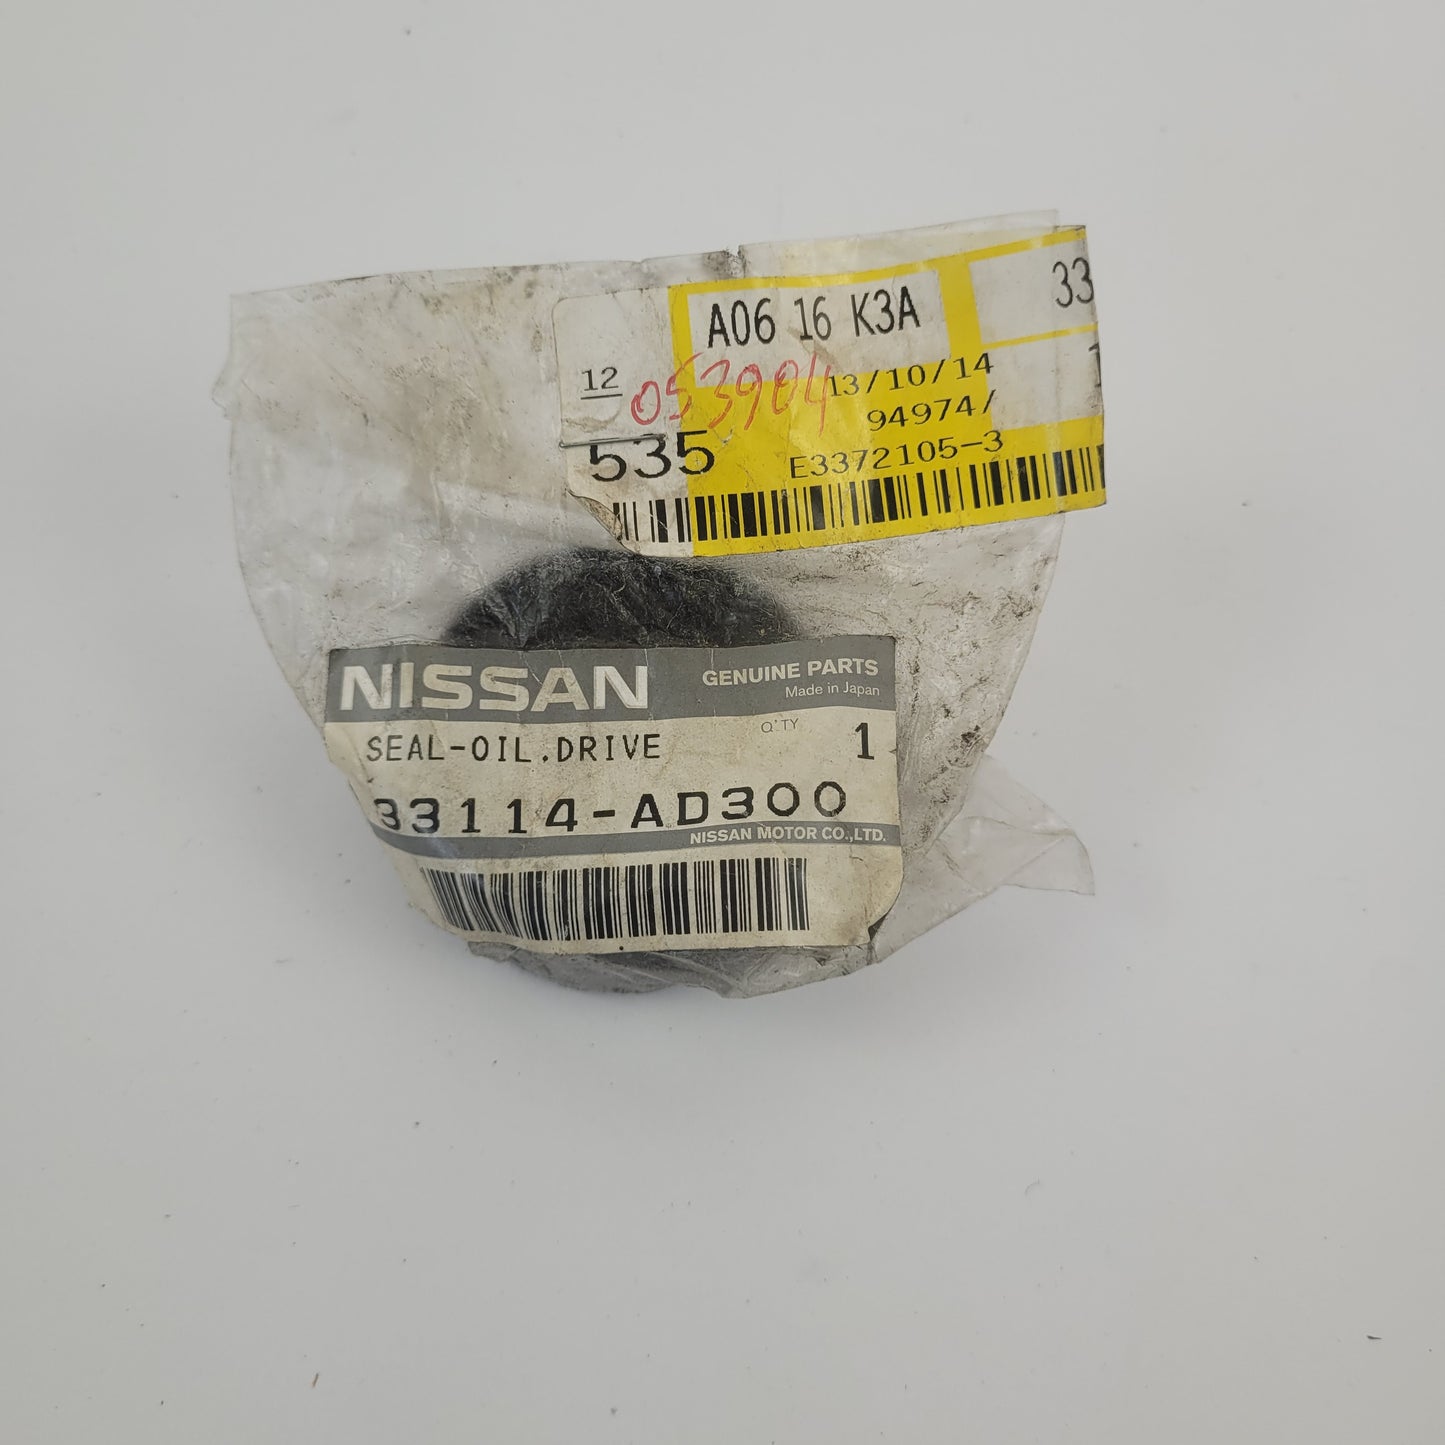 A06 16 K3A
33
12
053904
13/10/14
94974/
535
E3372105-3
NISSAN
GENUINE PARTS
Made in Japan
Q'TY
SEAL-OIL.DRIVE
1
33114-AD300
NISSAN MOTOR CO.,LTD.